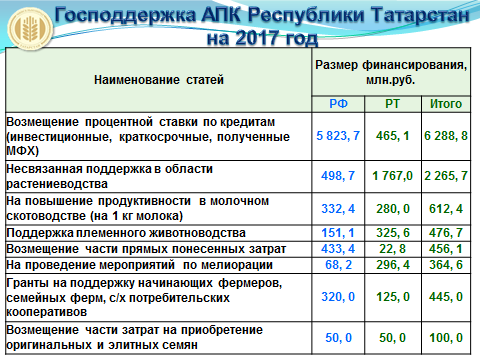 Господдержка АПК Республики Татарстан
на 2017 год
Наименование статей
Размер финансирования,
млн.руб.
РФ РТ Итого
Возмещение процентной ставки по кредитам
(инвестиционные, краткосрочные, полученные
МФХ)
5 823, 7 465, 1 6 288, 8
Несвязанная поддержка в области
растениеводства
498, 7 1 767,0 2 265, 7
На повышение продуктивности в молочном
скотоводстве (на 1 кг молока)
332, 4 280, 0 612, 4
Поддержка племенного животноводства 151, 1 325, 6 476, 7
Возмещение части прямых понесенных затрат 433, 4 22, 8 456, 1
На проведение мероприятий по мелиорации 68, 2 296, 4 364, 6
Гранты на поддержку начинающих фермеров,
семейных ферм, с/х потребительских
кооперативов
320, 0 125, 0 445, 0
Возмещение части затрат на приобретение
оригинальных и элитных семян
50, 0 50, 0 100, 0